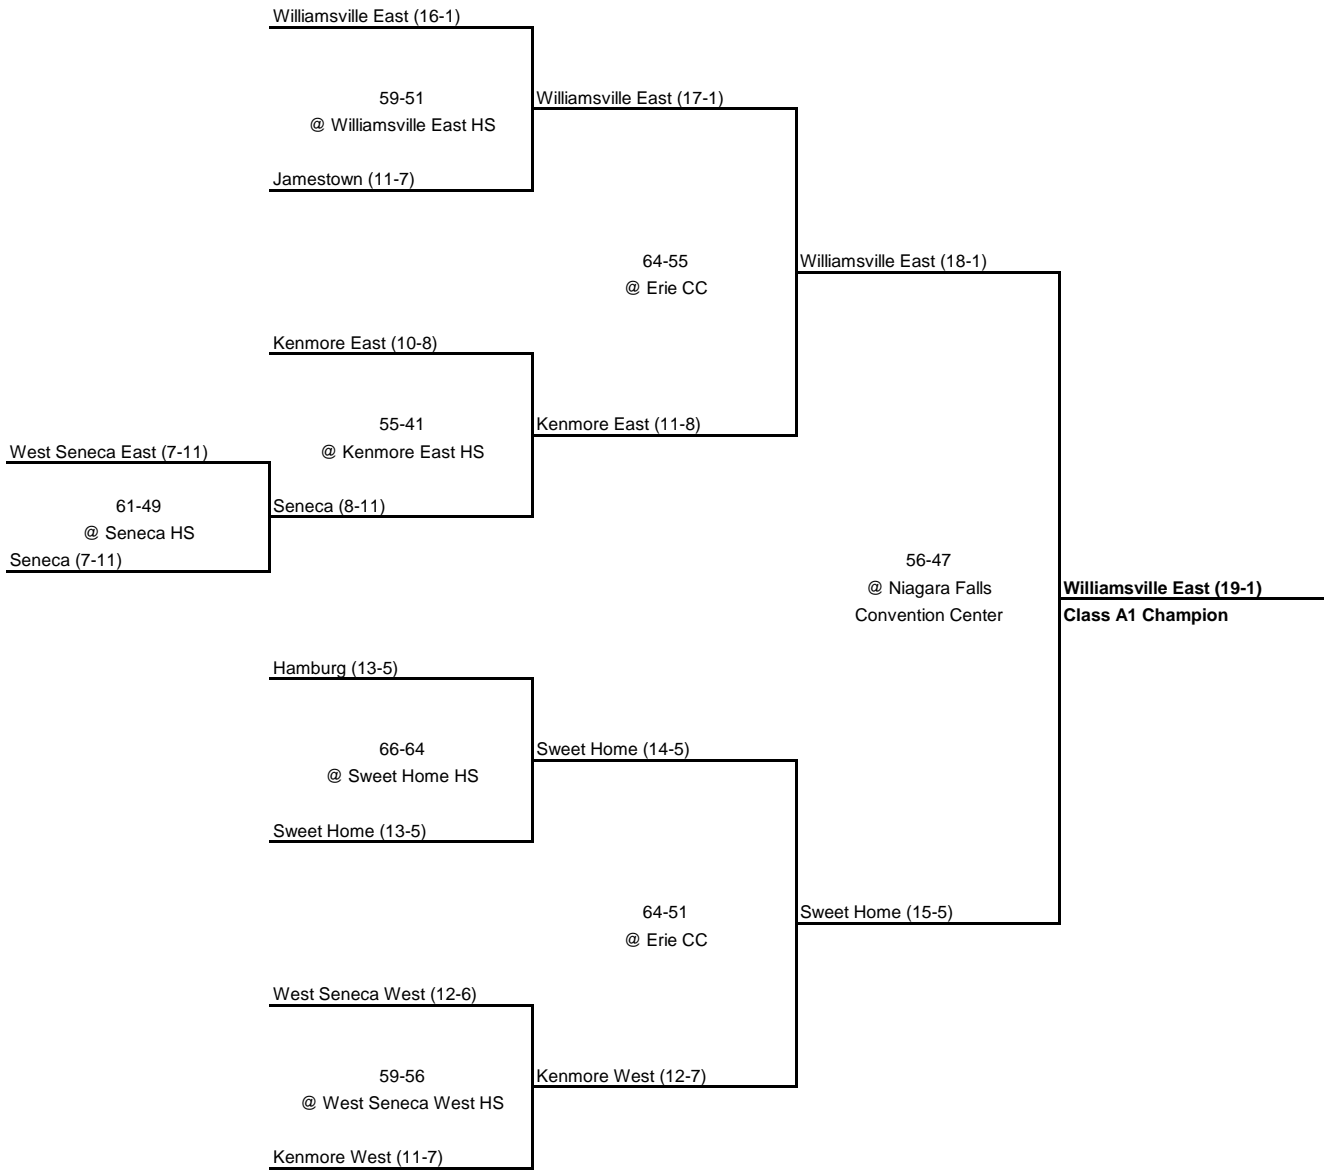 Williamsville East (16-1)
59-51
@ Williamsville East HS
Williamsville East (17-1)
Jamestown (11-7)
64-55
@ Erie CC
Williamsville East (18-1)
Kenmore East (10-8)
55-41
@ Kenmore East HS
Kenmore East (11-8)
West Seneca East (7-11)
61-49
@ Seneca HS
Seneca (8-11)
Seneca (7-11)
56-47
@ Niagara Falls
Convention Center
Williamsville East (19-1)
Class A1 Champion
Hamburg (13-5)
66-64
@ Sweet Home HS
Sweet Home (14-5)
Sweet Home (13-5)
64-51
@ Erie CC
Sweet Home (15-5)
West Seneca West (12-6)
59-56
@ West Seneca West HS
Kenmore West (12-7)
Kenmore West (11-7)